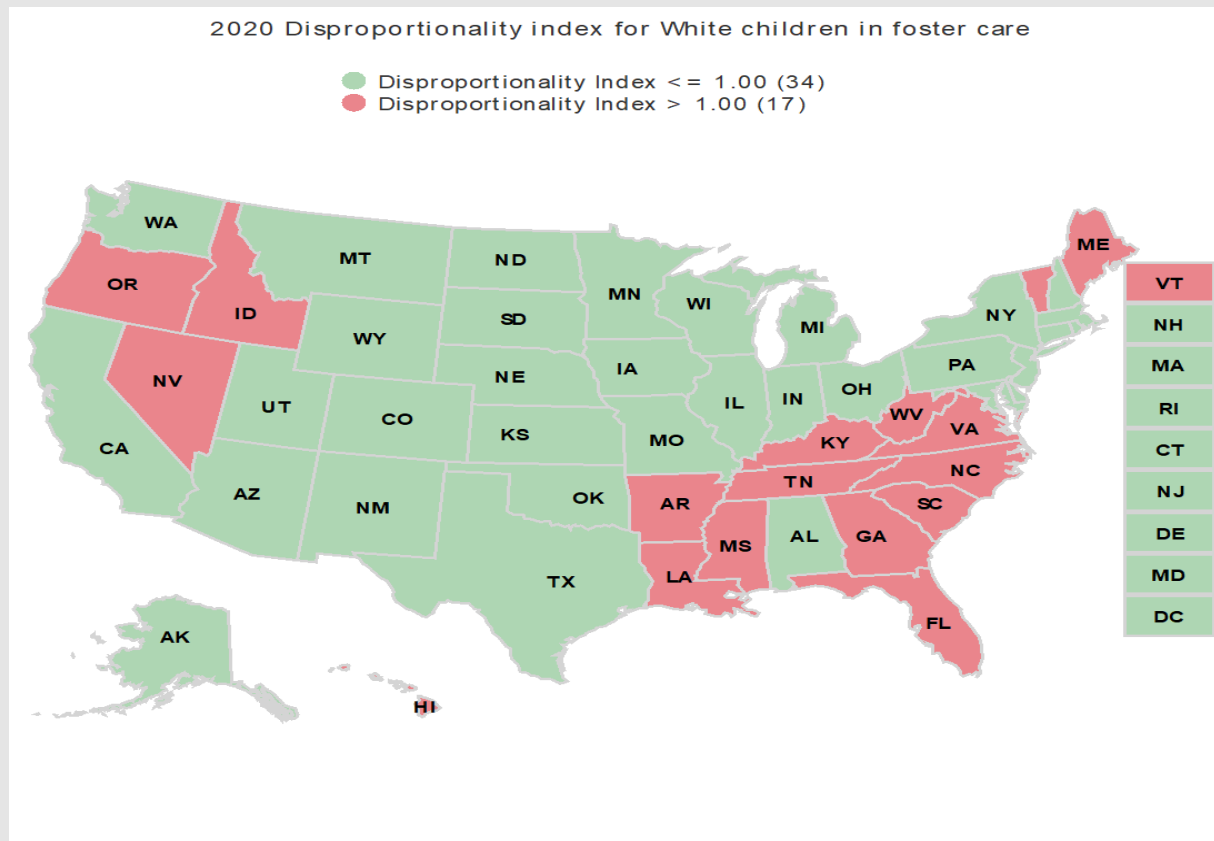 2020 Disproportionality index for White children in foster care
Disproportionality Index <= 1.00 (34)
Disproportionality Index > 1.00 (17)
WA
MT
ND
MN
WI
MI
NY
ME
OR
ID
WY
SD
IA
NE
PA
NV
UT
CO
KS
MO
IL
IN
OH
WV
VA
KY
CA
AZ
NM
OK
AR
TN
NC
SC
TX
LA
MS
AL
GA
FL
AK
HI
VT
NH
MA
RI
CT
NJ
DE
MD
DC